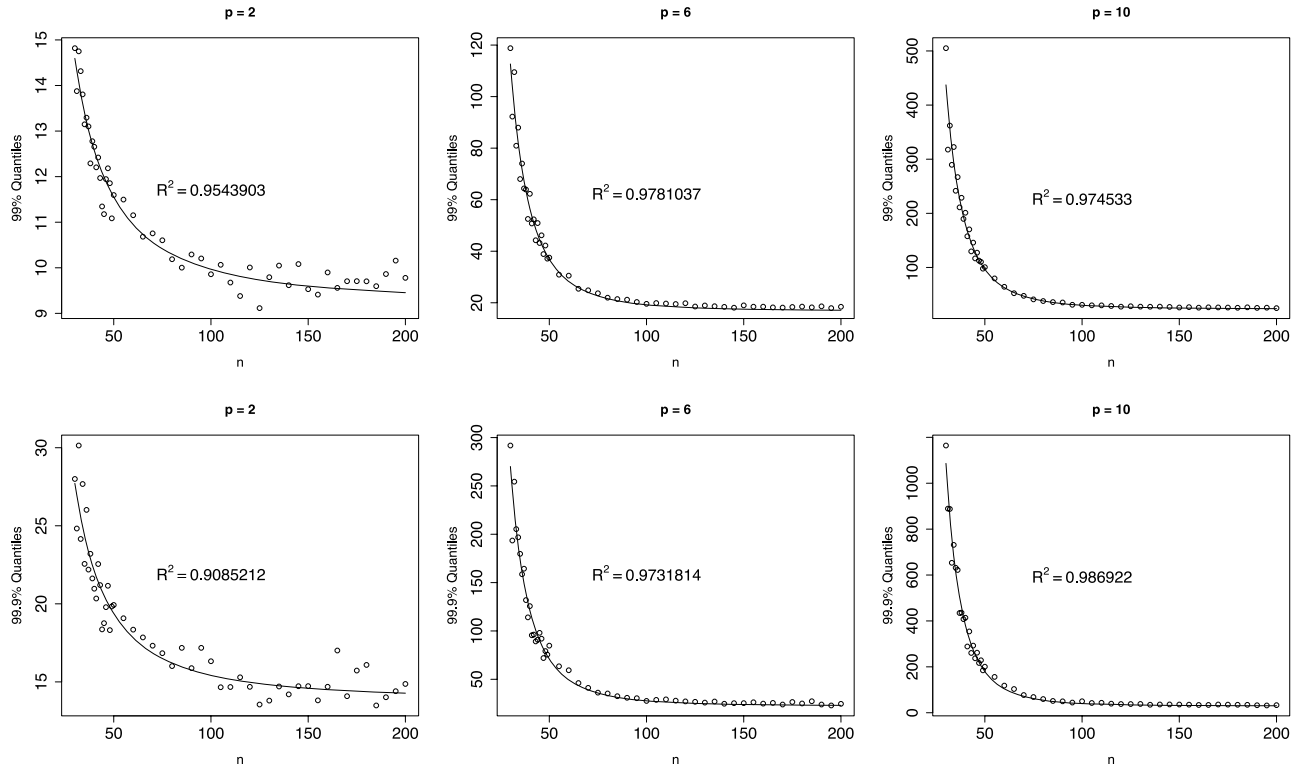 p = 2
99% Quantiles
15
14
13
12
11
10
9
R² = 0.9543903
50 100 150 200
n
p = 6
99% Quantiles
120
100
80
60
40
20
R² = 0.9781037
50 100 150 200
n
p = 10
99% Quantiles
500
400
300
200
100
R² = 0.974533
50 100 150 200
n
p = 2
99.9% Quantiles
30
25
20
15
R² = 0.9085212
50 100 150 200
n
p = 6
99.9% Quantiles
300
250
200
150
100
50
R² = 0.9731814
50 100 150 200
n
p = 10
99.9% Quantiles
1000
800
600
400
200
0
R² = 0.986922
50 100 150 200
n